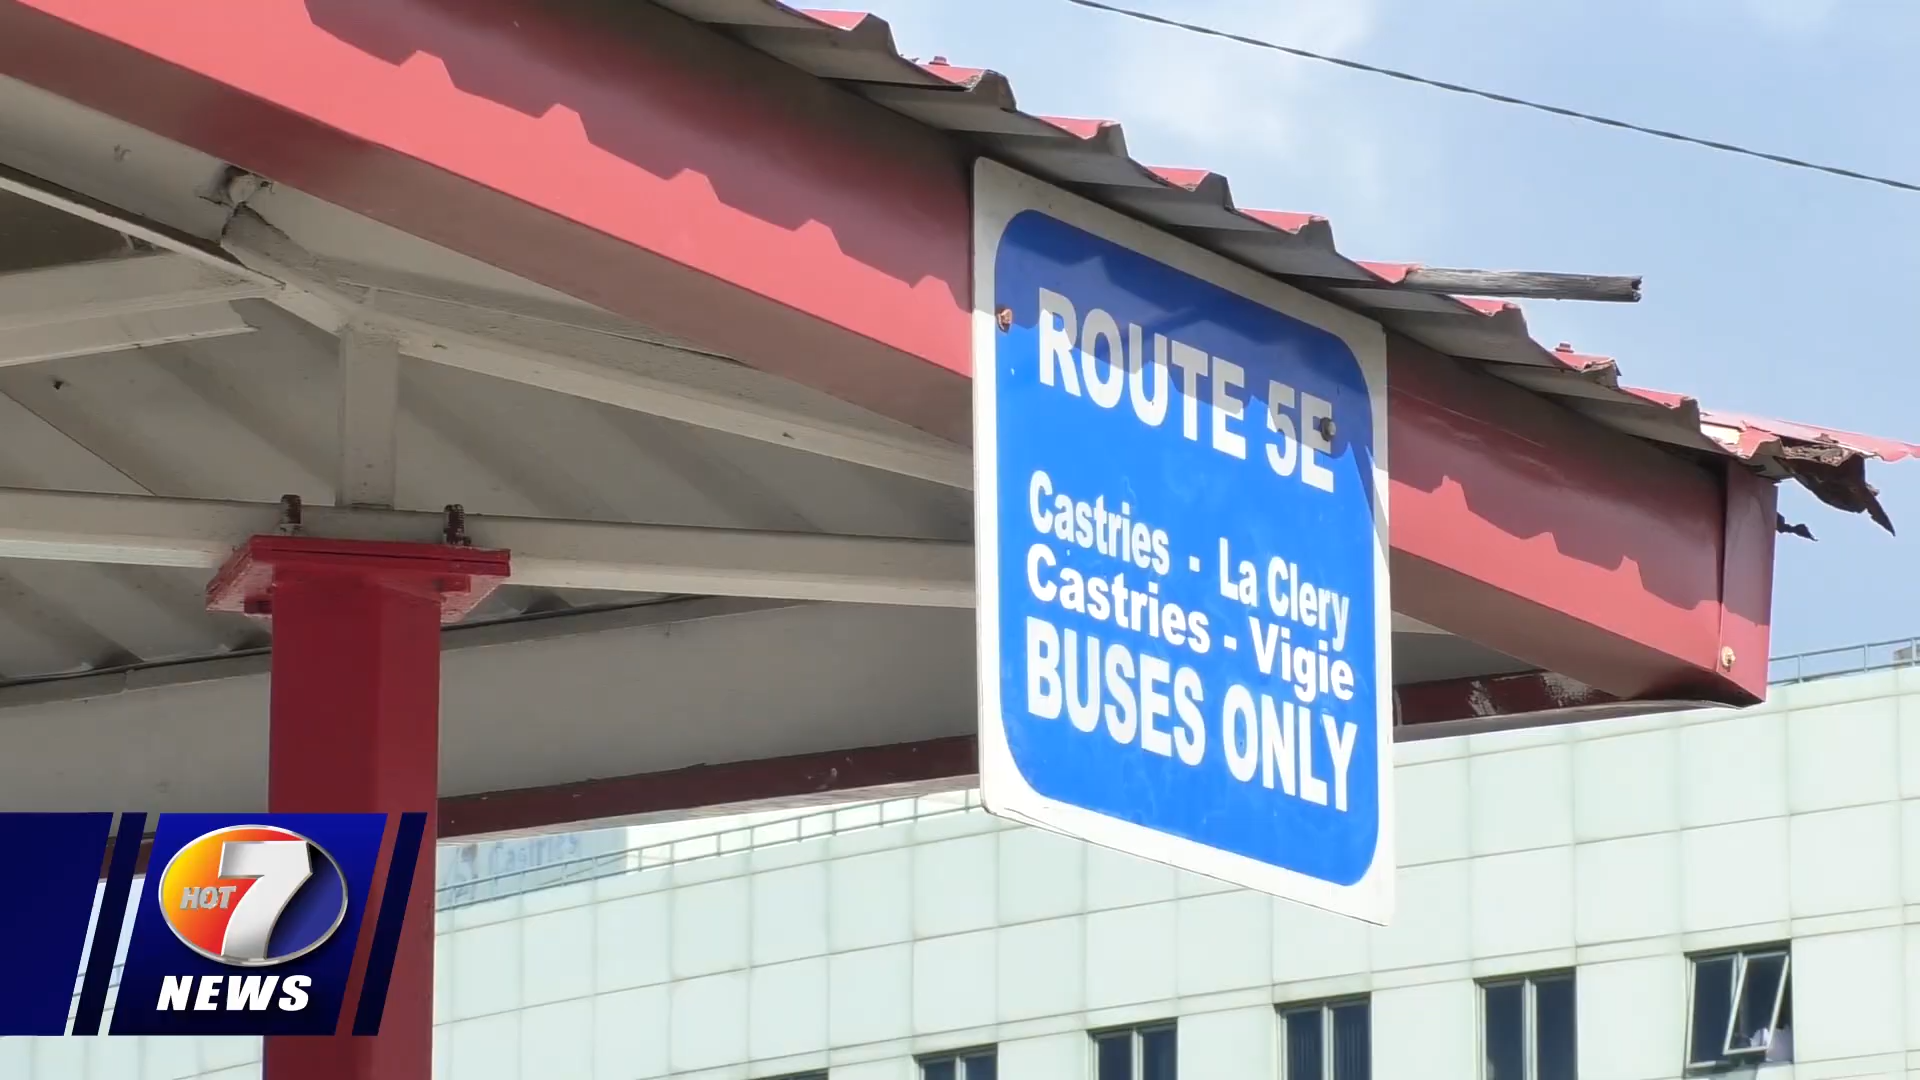 ROUTE 5E
Castries - La Clery
Castries - Vigie
BUSES ONLY
HOT 7
NEWS